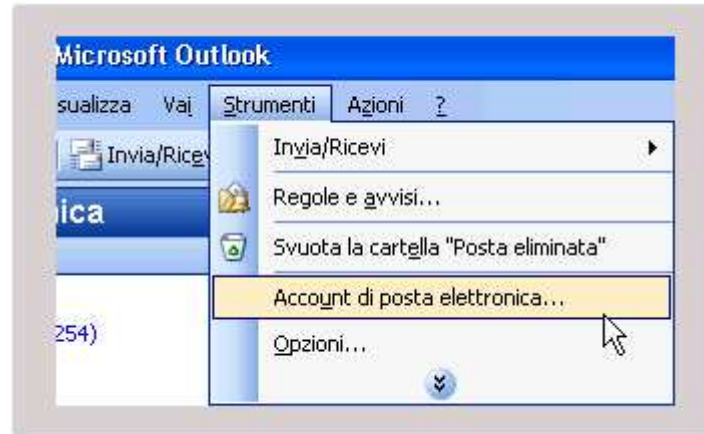 Microsoft Outlook
sualizza Vai Strumenti Azioni ?
Invia/Ricev
Invia/Ricevi
Regole e avvisi...
ica
Svuota la cartella "Posta eliminata"
Account di posta elettronica...
254)
Opzioni...